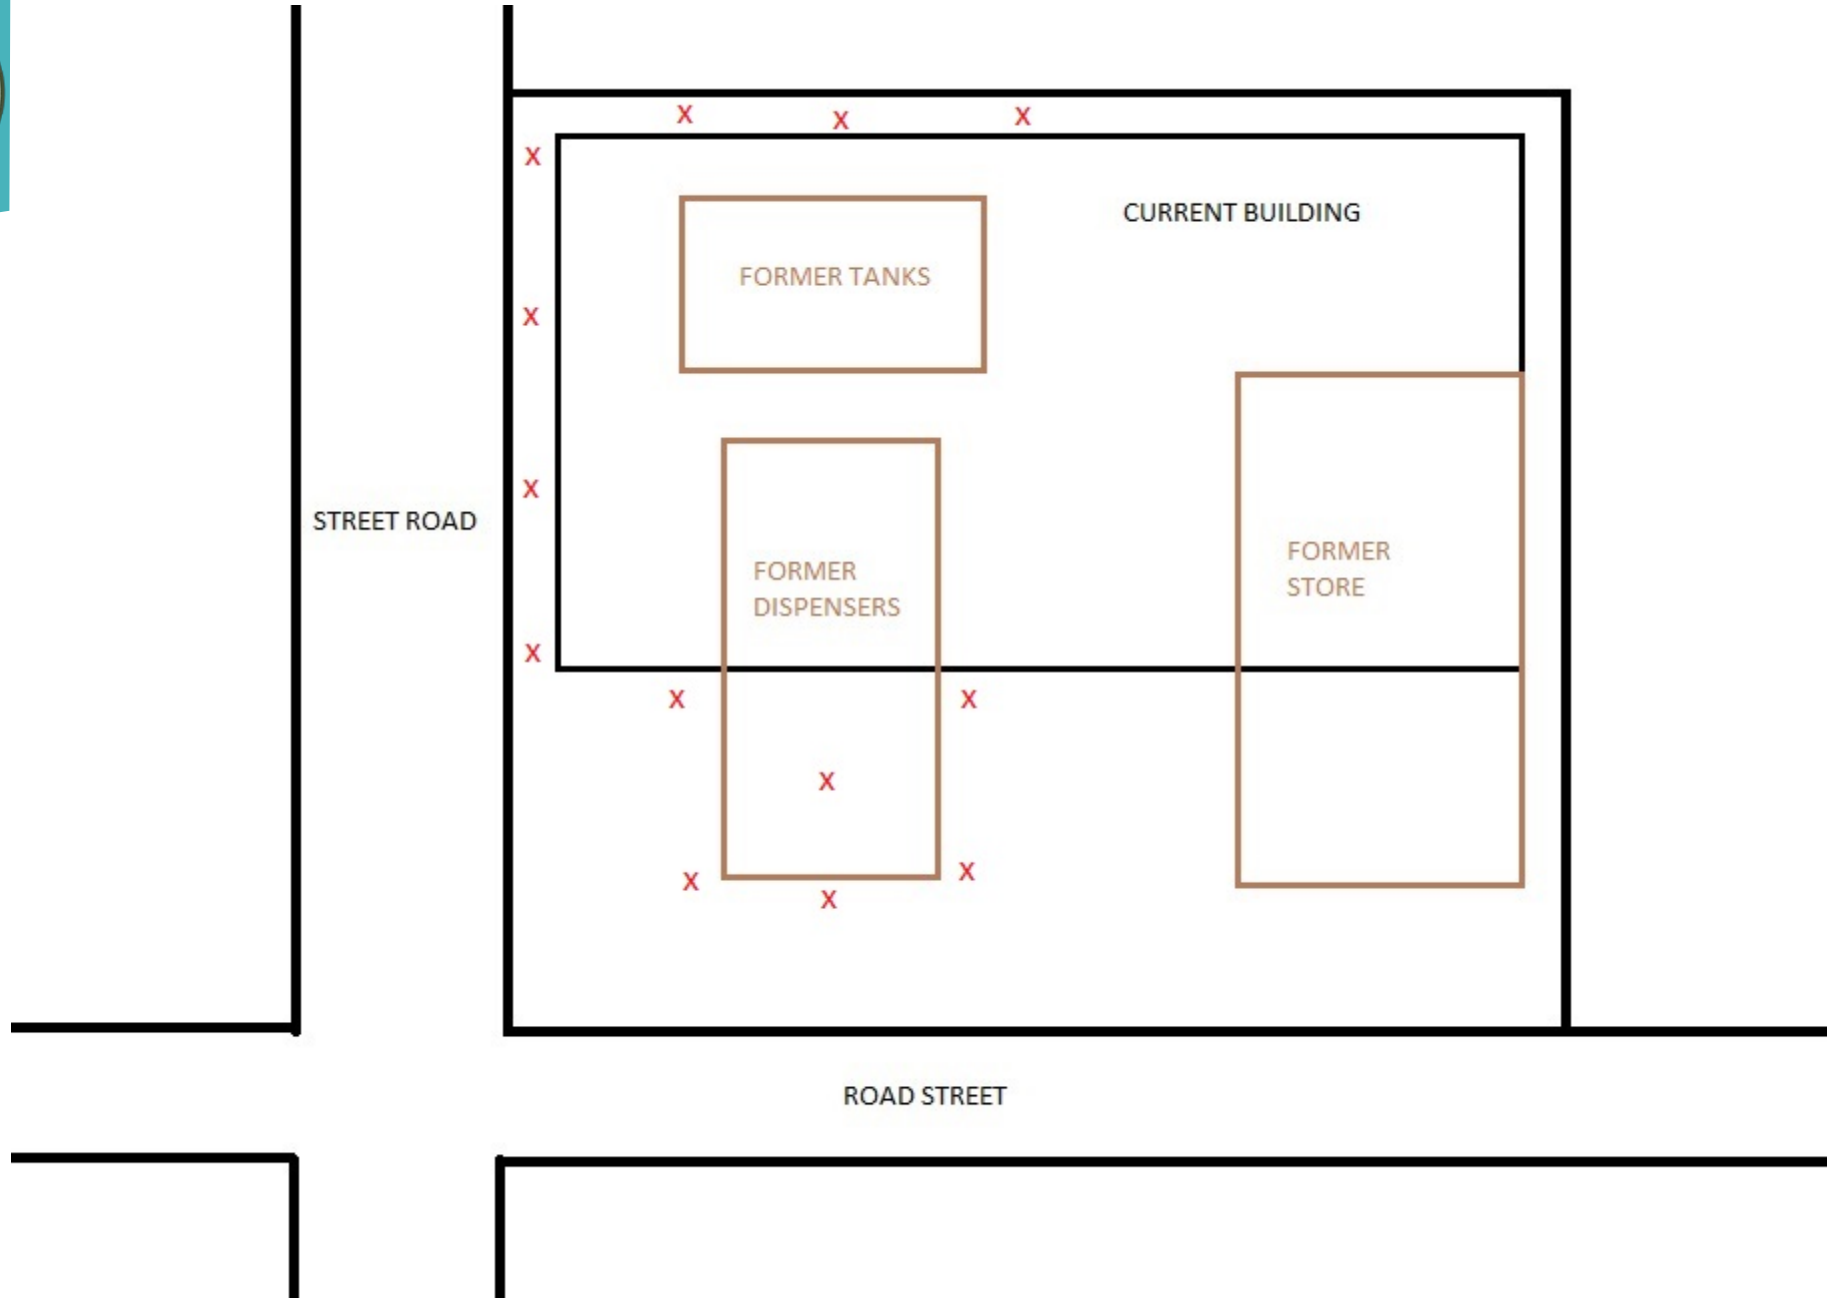 X
X
X
X
CURRENT BUILDING
FORMER TANKS
X
X
STREET ROAD
FORMER
DISPENSERS
FORMER
STORE
X
X
X
X
X
X
X
ROAD STREET